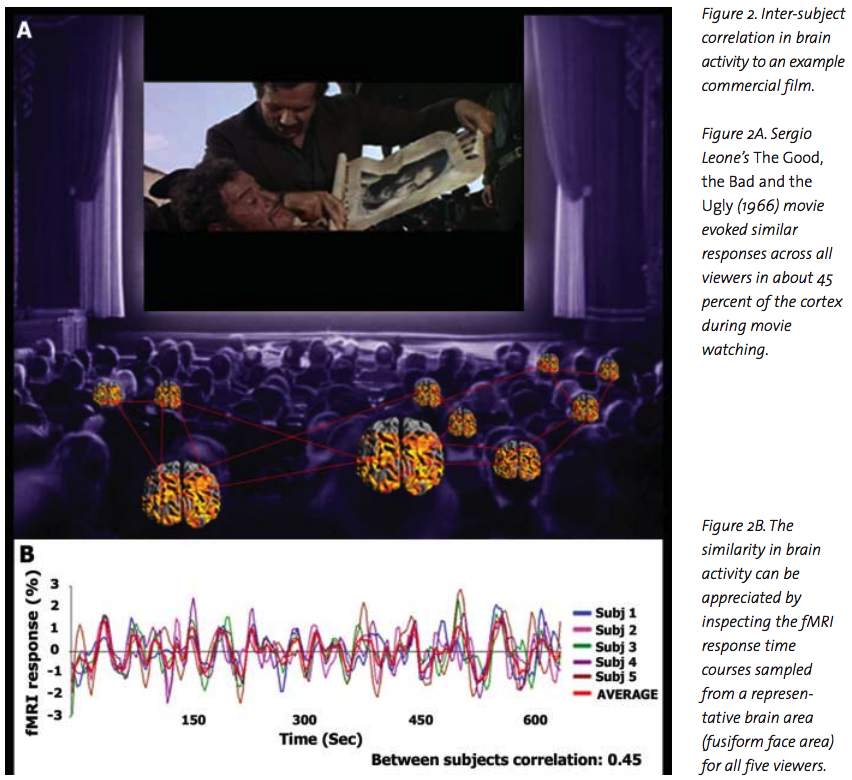 A
Figure 2. Inter-subject
correlation in brain
activity to an example
commercial film.
Figure 2A. Sergio
Leone's The Good,
the Bad and the
Ugly (1966) movie
evoked similar
responses across all
viewers in about 45
percent of the cortex
during movie
watching.
B
fMRI response (%)
3
2
1
0
-1
-2
-3
150
300
450
600
Time (Sec)
Subj 1
Subj 2
Subj 3
Subj 4
Subj 5
AVERAGE
Between subjects correlation: 0.45
Figure 2B. The
similarity in brain
activity can be
appreciated by
inspecting the fMRI
response time
courses sampled
from a represen-
tative brain area
(fusiform face area)
for all five viewers.